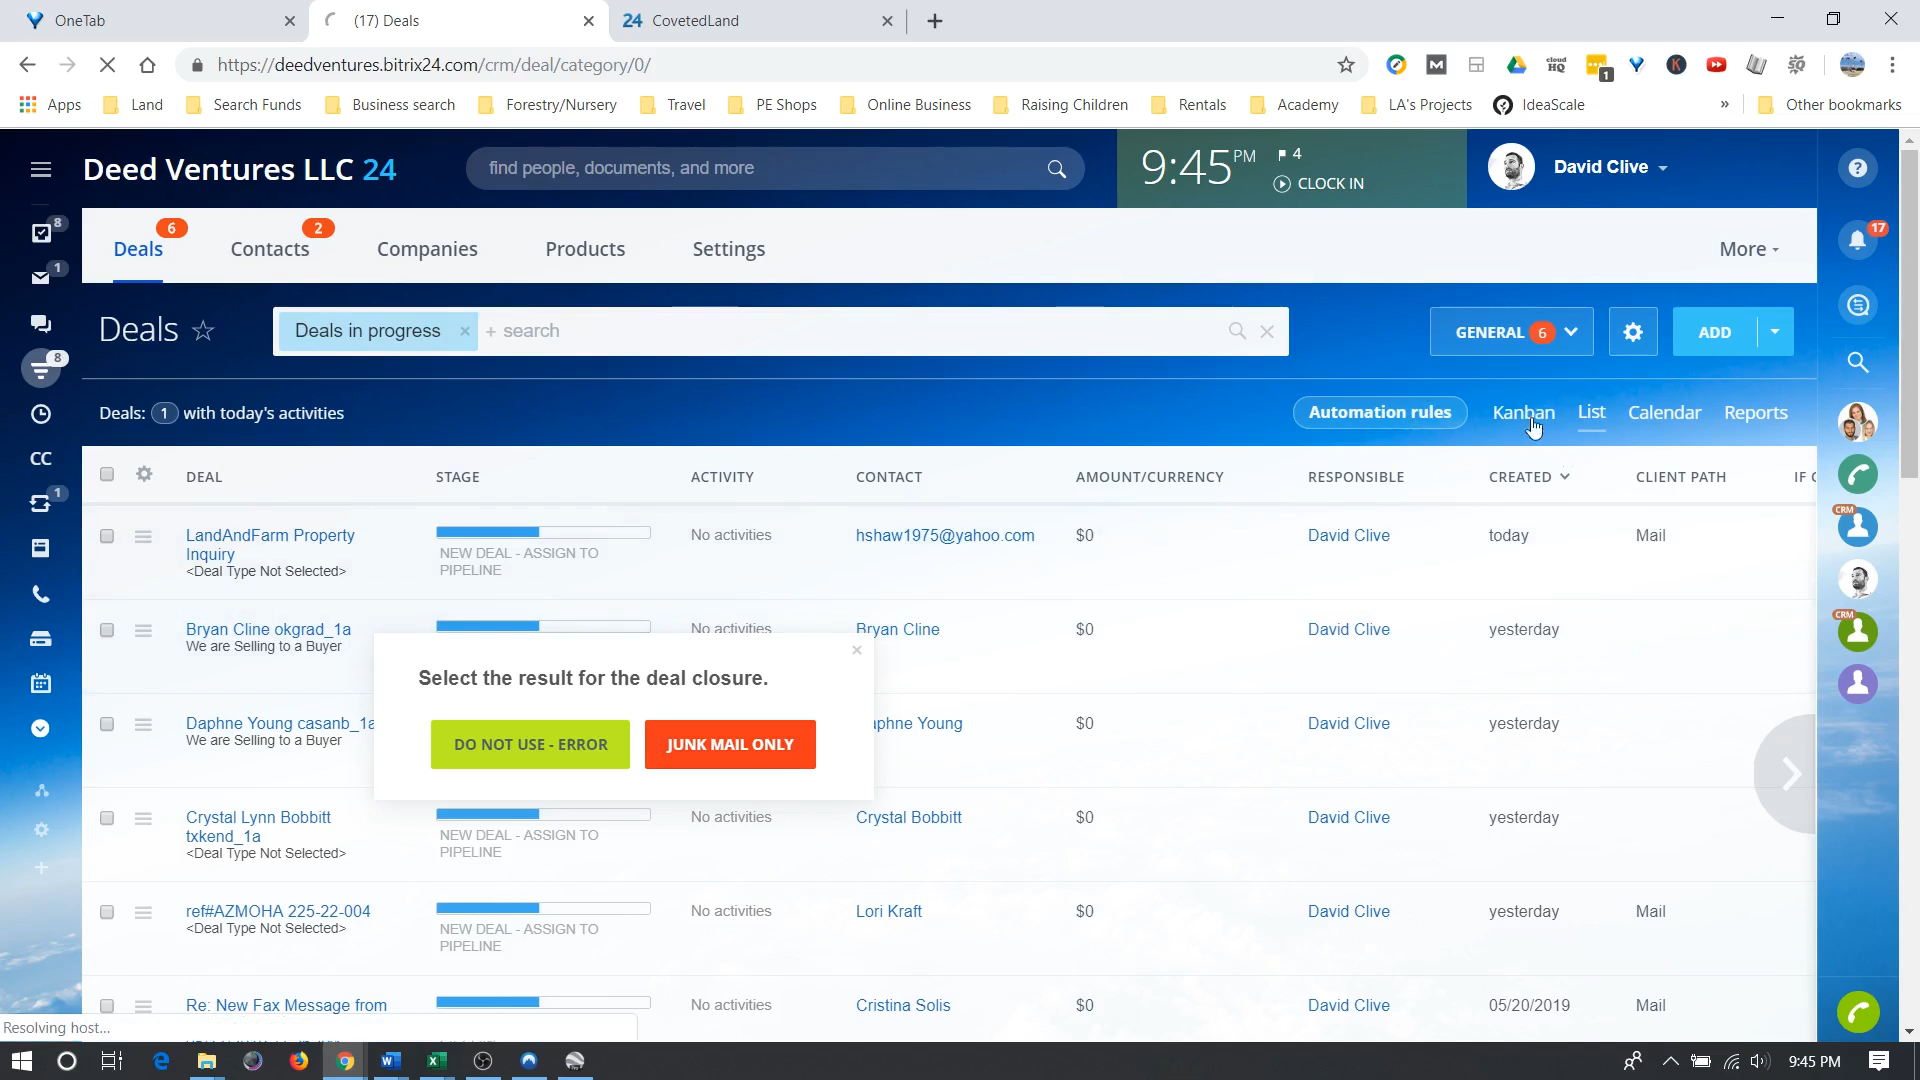 OneTab
(17) Deals
24 CovetedLand
https://deedventures.bitrix24.com/crm/deal/category/0/
cloud HQ
1
SQ
Apps Land Search Funds Business search Forestry/Nursery Travel PE Shops Online Business Raising Children Rentals Academy LA's Projects IdeaScale » Other bookmarks
Deed Ventures LLC 24
find people, documents, and more
9:45 PM
4
CLOCK IN
David Clive
17
8
1
8
CC
1
Deals 6 Contacts 2 Companies Products Settings More
Deals
Deals in progress × + search
GENERAL 6
ADD
Deals: 1 with today's activities
Automation rules Kanban List Calendar Reports
DEAL STAGE ACTIVITY CONTACT AMOUNT/CURRENCY RESPONSIBLE CREATED CLIENT PATH IF
LandAndFarm Property Inquiry
<Deal Type Not Selected>
NEW DEAL - ASSIGN TO PIPELINE
No activities hshaw1975@yahoo.com $0 David Clive today Mail
Bryan Cline okgrad_1a
We are Selling to a Buyer
No activities Bryan Cline $0 David Clive yesterday
Select the result for the deal closure.
DO NOT USE - ERROR
JUNK MAIL ONLY
Daphne Young casanb_1a
We are Selling to a Buyer
aphne Young $0 David Clive yesterday
Crystal Lynn Bobbitt
txkend_1a
<Deal Type Not Selected>
NEW DEAL - ASSIGN TO PIPELINE
No activities Crystal Bobbitt $0 David Clive yesterday
ref#AZMOHA 225-22-004
<Deal Type Not Selected>
NEW DEAL - ASSIGN TO PIPELINE
No activities Lori Kraft $0 David Clive yesterday Mail
Re: New Fax Message from
No activities Cristina Solis $0 David Clive 05/20/2019 Mail
CRM
CRM
Resolving host...
9:45 PM